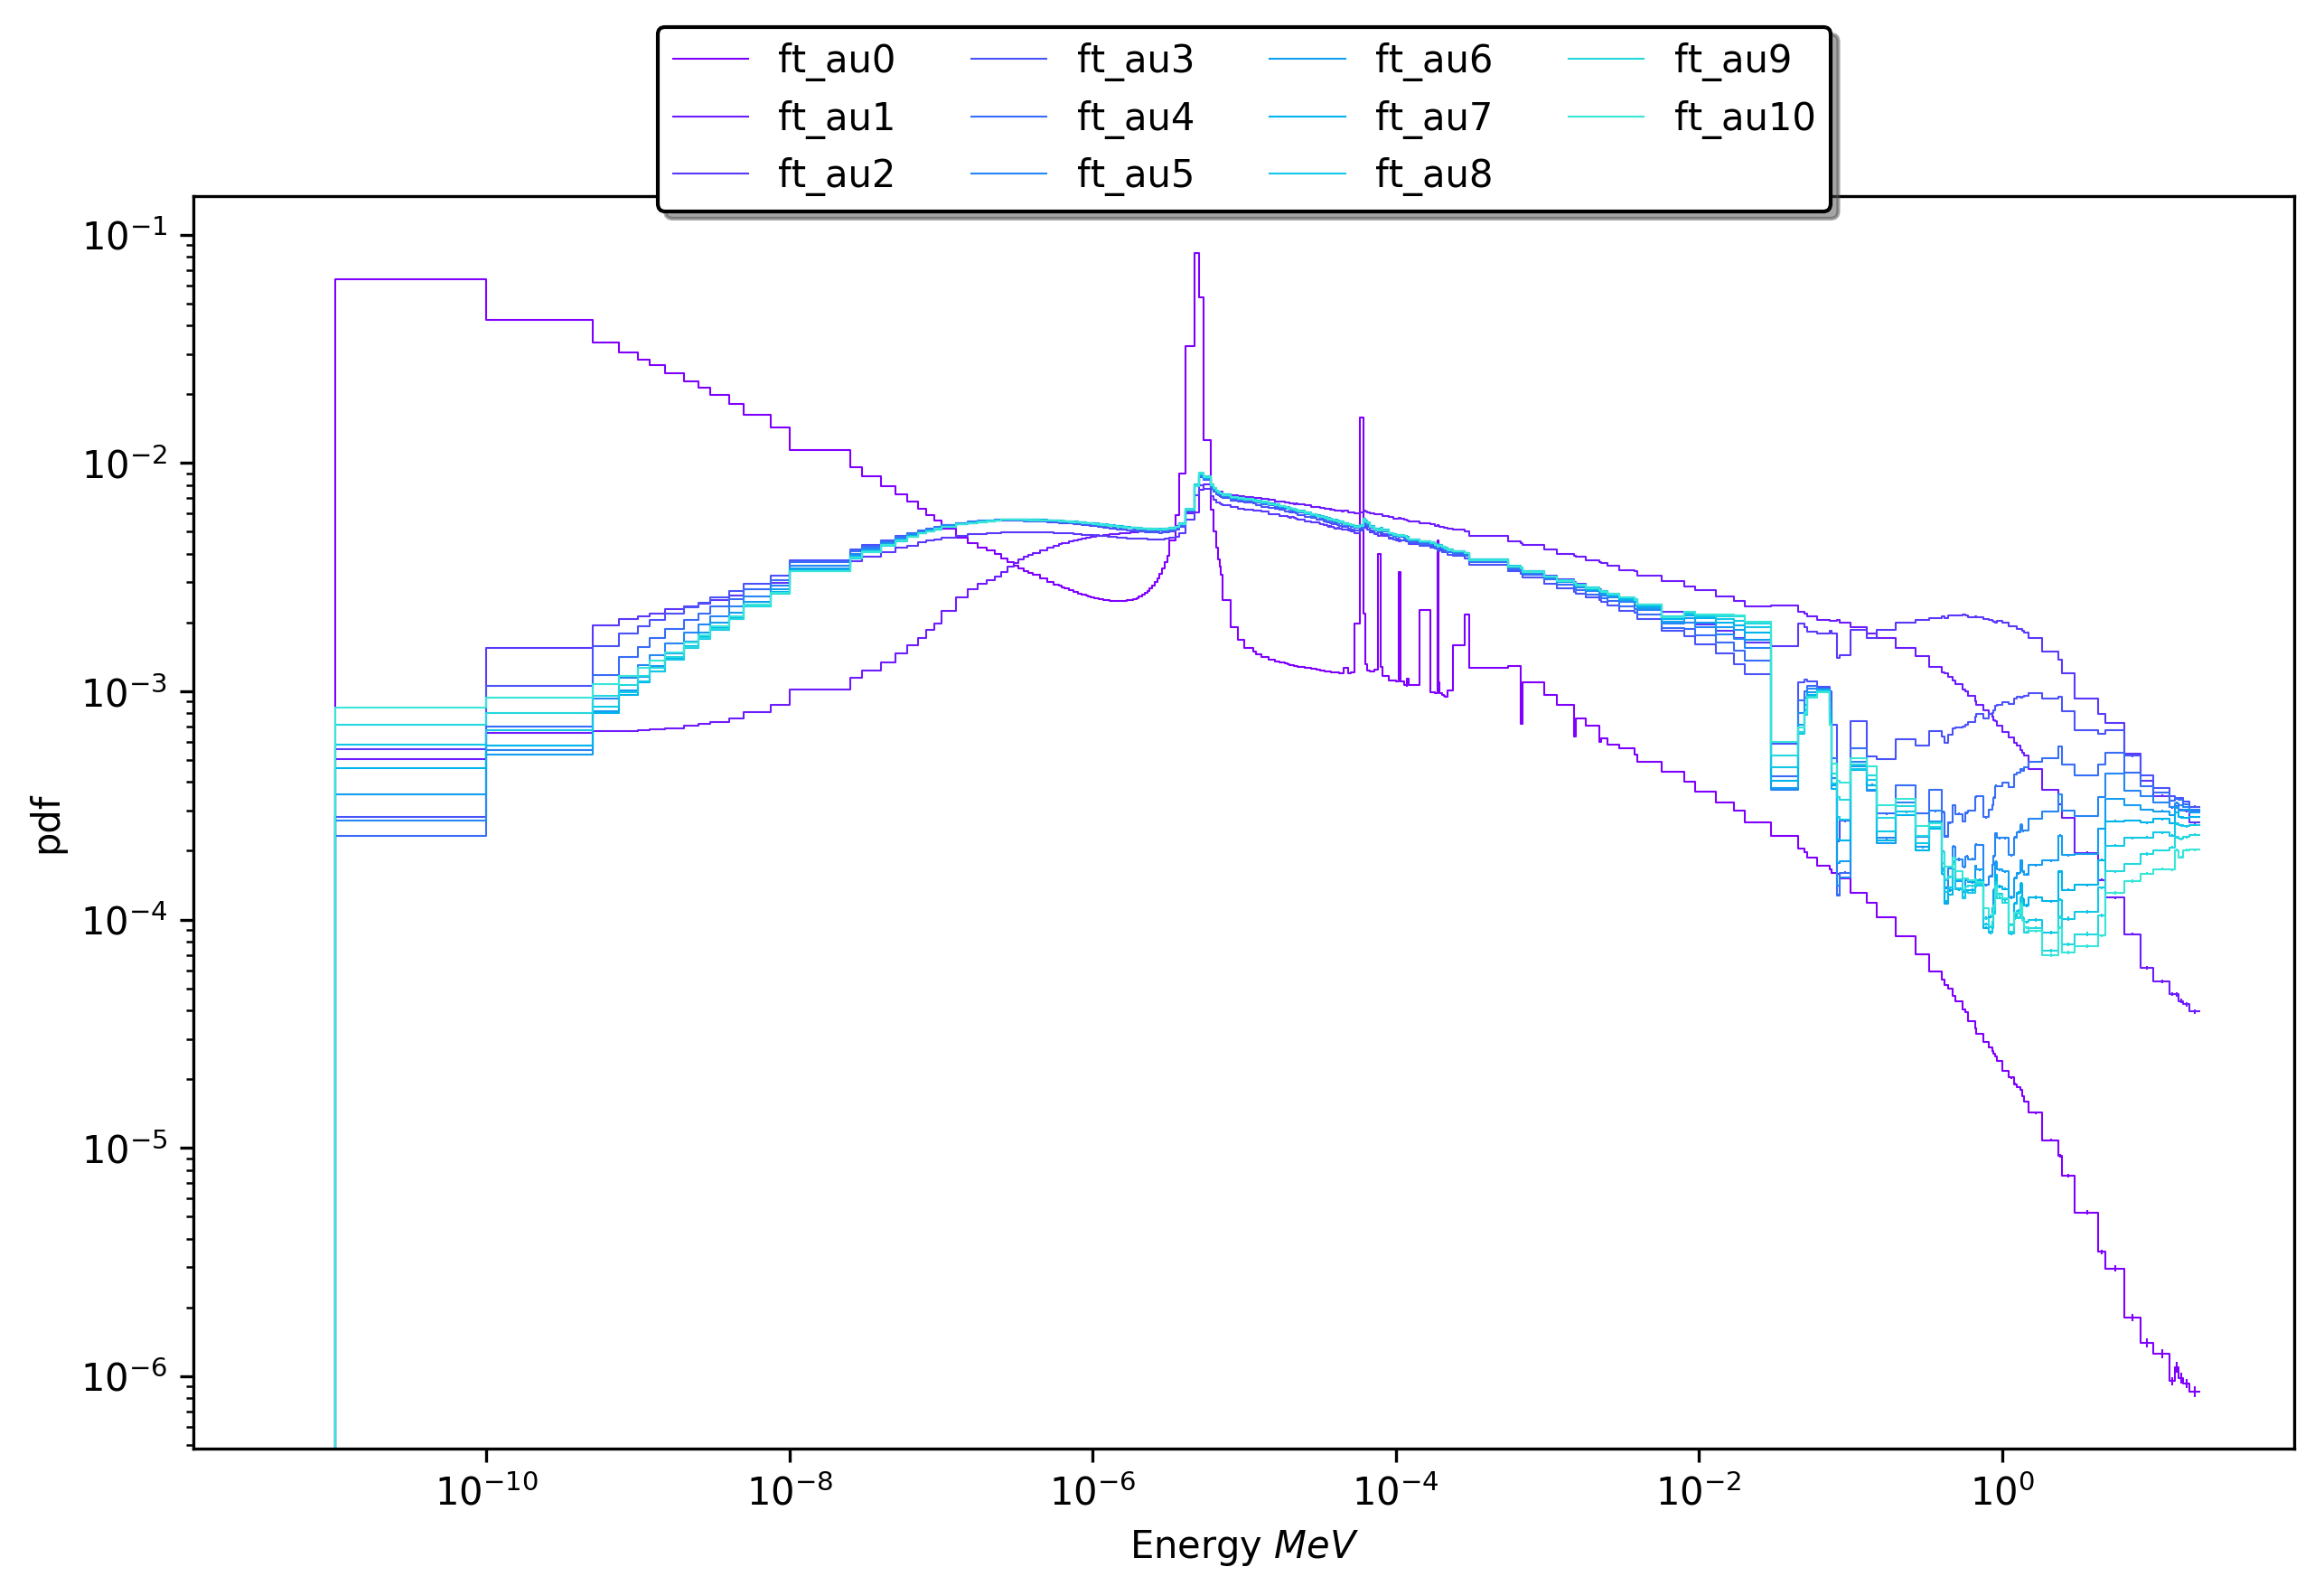 ft_au0 ft_au3 ft_au6 ft_au9
ft_au1 ft_au4 ft_au7 ft_au10
ft_au2 ft_au5 ft_au8
10⁻¹
10⁻²
10⁻³
10⁻⁴
10⁻⁵
10⁻⁶
pdf
10⁻¹⁰ 10⁻⁸ 10⁻⁶ 10⁻⁴ 10⁻² 10⁰
Energy MeV